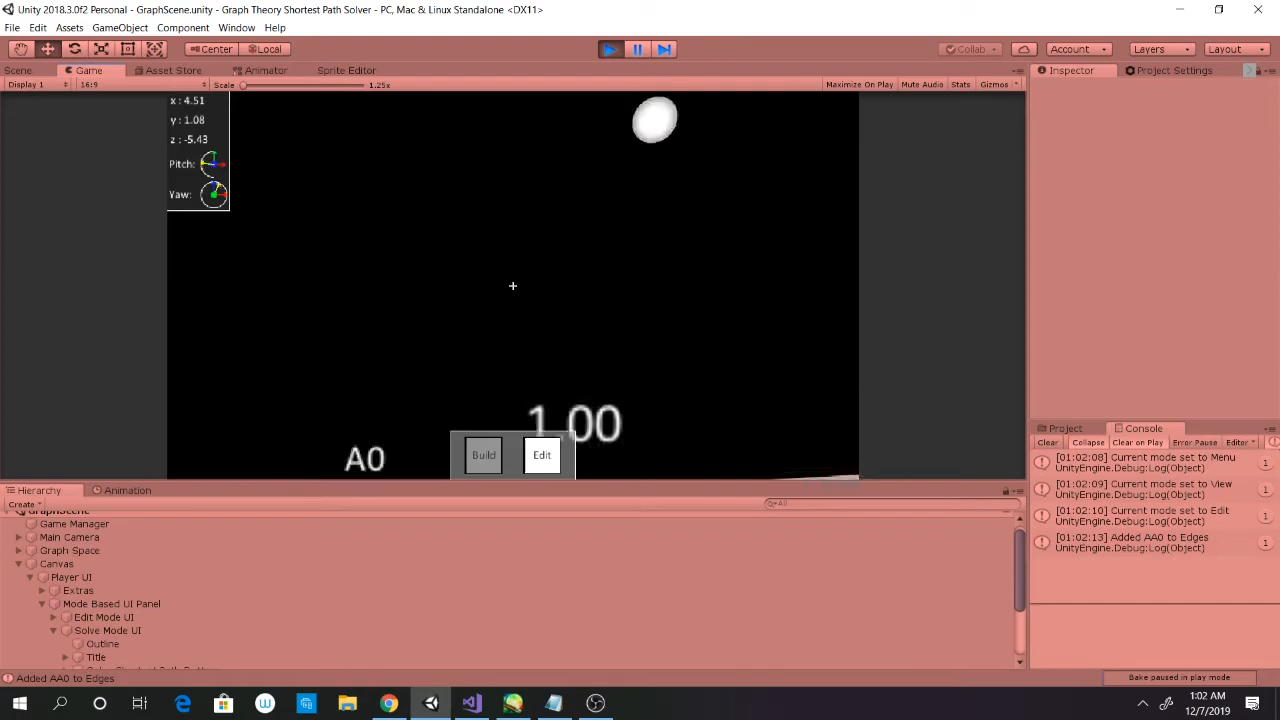 Unity 2018.3.0f2 Personal - GraphScene.unity - Graph Theory Shortest Path Solver - PC, Mac & Linux Standalone <DX11>
File Edit Assets GameObject Component Window Help
Center Local Collab Account Layers Layout
Scene Game Asset Store Animator Sprite Editor Inspector Project Settings
Display 1 16:9 Scale 1.25x Maximize On Play Mute Audio Stats Gizmos
x : 4.51
y : 1.08
z : -5.43
Pitch:
Yaw:
1.00
A0
Build Edit
Project Console
Clear Collapse Clear on Play Error Pause Editor
[01:02:08] Current mode set to Menu
UnityEngine.Debug:Log(Object)
1
[01:02:09] Current mode set to View
UnityEngine.Debug:Log(Object)
1
[01:02:10] Current mode set to Edit
UnityEngine.Debug:Log(Object)
1
[01:02:13] Added AA0 to Edges
UnityEngine.Debug:Log(Object)
1
Hierarchy Animation
Create All
GraphScene
Game Manager
Main Camera
Graph Space
Canvas
Player UI
Extras
Mode Based UI Panel
Edit Mode UI
Solve Mode UI
Outline
Title
Added AA0 to Edges
Bake paused in play mode
1:02 AM
12/7/2019